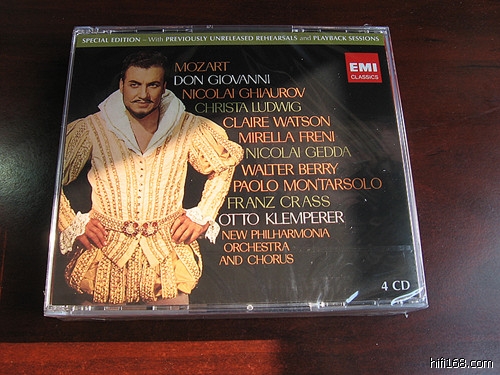 SPECIAL EDITION – With PREVIOUSLY UNRELEASED REHEARSALS and PLAYBACK SESSIONS
EMI
CLASSICS
MOZART
DON GIOVANNI
NICOLAI GHIAUROV
CHRISTA LUDWIG
CLAIRE WATSON
MIRELLA FRENI
NICOLAI GEDDA
WALTER BERRY
PAOLO MONTARSOLO
FRANZ CRASS
OTTO KLEMPERER
NEW PHILHARMONIA
ORCHESTRA
AND CHORUS
4 CD
hifi168.com